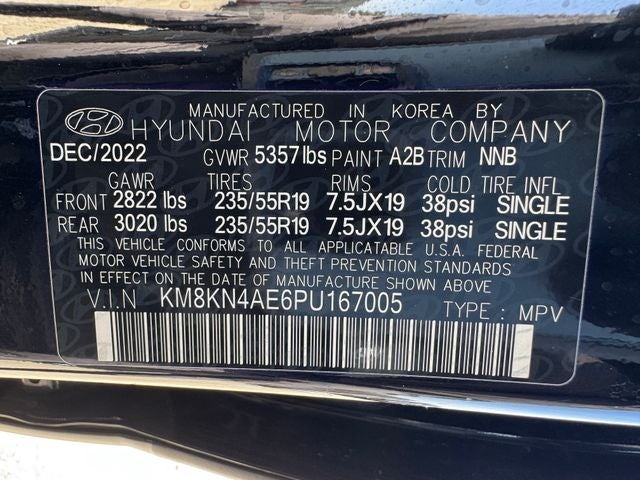 MANUFACTURED IN KOREA BY
HYUNDAI MOTOR COMPANY
DEC/2022 GVWR 5357lbs PAINT A2B TRIM NNB
GAWR TIRES RIMS COLD TIRE INFL
FRONT 2822 lbs 235/55R19 7.5JX19 38psi SINGLE
REAR 3020 lbs 235/55R19 7.5JX19 38psi SINGLE
THIS VEHICLE CONFORMS TO ALL APPLICABLE U.S.A. FEDERAL
MOTOR VEHICLE SAFETY AND THEFT PREVENTION STANDARDS
IN EFFECT ON THE DATE OF MANUFACTURE SHOWN ABOVE
V.I.N KM8KN4AE6PU167005 TYPE : MPV